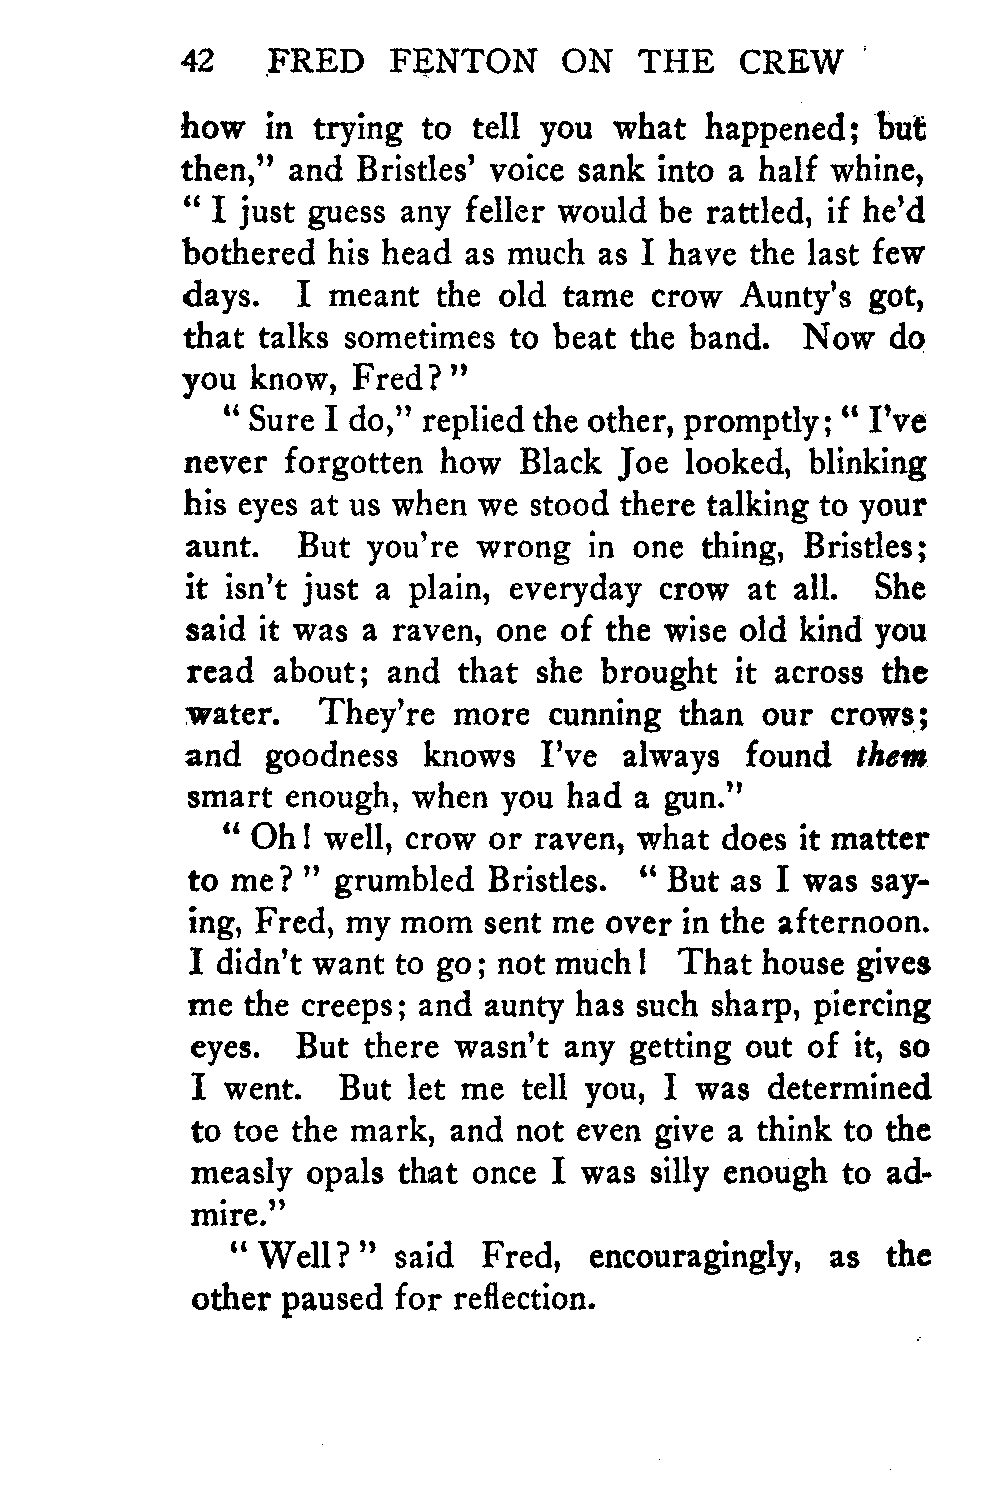 42 FRED FENTON ON THE CREW
how in trying to tell you what happened; but
then," and Bristles' voice sank into a half whine,
" I just guess any feller would be rattled, if he'd
bothered his head as much as I have the last few
days. I meant the old tame crow Aunty's got,
that talks sometimes to beat the band. Now do
you know, Fred? "
" Sure I do," replied the other, promptly; " I've
never forgotten how Black Joe looked, blinking
his eyes at us when we stood there talking to your
aunt. But you're wrong in one thing, Bristles;
it isn't just a plain, everyday crow at all. She
said it was a raven, one of the wise old kind you
read about; and that she brought it across the
water. They're more cunning than our crows;
and goodness knows I've always found them
smart enough, when you had a gun."
" Oh! well, crow or raven, what does it matter
to me? " grumbled Bristles. " But as I was say-
ing, Fred, my mom sent me over in the afternoon.
I didn't want to go; not much! That house gives
me the creeps; and aunty has such sharp, piercing
eyes. But there wasn't any getting out of it, so
I went. But let me tell you, I was determined
to toe the mark, and not even give a think to the
measly opals that once I was silly enough to ad-
mire."
" Well? " said Fred, encouragingly, as the
other paused for reflection.